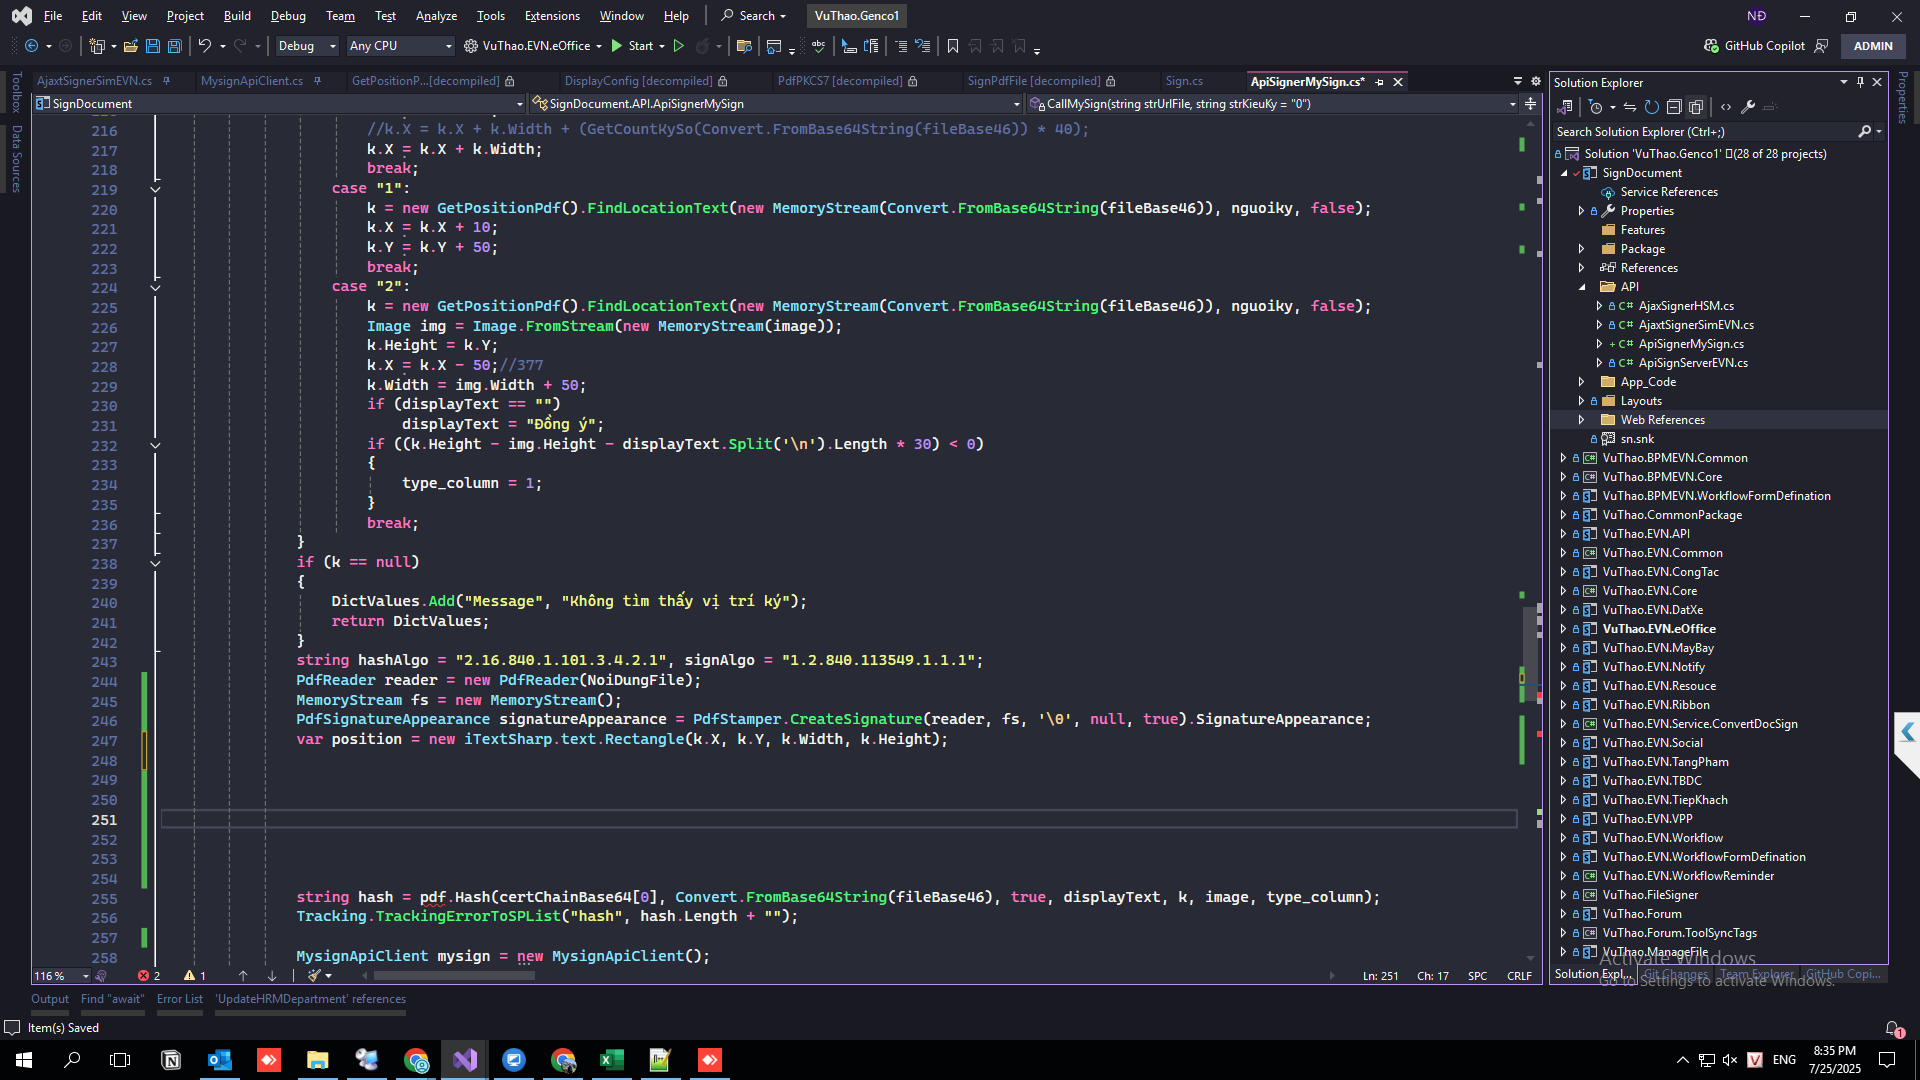 File Edit View Project Build Debug Team Test Analyze Tools Extensions Window Help Search VuThao.Genco1 NĐ
Debug Any CPU VuThao.EVN.eOffice Start GitHub Copilot ADMIN
AjaxtSignerSimEVN.cs MysignApiClient.cs GetPositionP...[decompiled] DisplayConfig [decompiled] PdfPKCS7 [decompiled] SignPdfFile [decompiled] Sign.cs ApiSignerMySign.cs*
SignDocument SignDocument.API.ApiSignerMySign CallMySign(string strUrlFile, string strKieuKy = "0")
Toolbox
Data Sources
216 //k.X = k.X + k.Width + (GetCountKySo(Convert.FromBase64String(fileBase46)) * 40);
217 k.X = k.X + k.Width;
218 break;
219 case "1":
220 k = new GetPositionPdf().FindLocationText(new MemoryStream(Convert.FromBase64String(fileBase46)), nguoiky, false);
221 k.X = k.X + 10;
222 k.Y = k.Y + 50;
223 break;
224 case "2":
225 k = new GetPositionPdf().FindLocationText(new MemoryStream(Convert.FromBase64String(fileBase46)), nguoiky, false);
226 Image img = Image.FromStream(new MemoryStream(image));
227 k.Height = k.Y;
228 k.X = k.X - 50;//377
229 k.Width = img.Width + 50;
230 if (displayText == "")
231 displayText = "Đồng ý";
232 if ((k.Height - img.Height - displayText.Split('\n').Length * 30) < 0)
233 {
234 type_column = 1;
235 }
236 break;
237 }
238 if (k == null)
239 {
240 DictValues.Add("Message", "Không tìm thấy vị trí ký");
241 return DictValues;
242 }
243 string hashAlgo = "2.16.840.1.101.3.4.2.1", signAlgo = "1.2.840.113549.1.1.1";
244 PdfReader reader = new PdfReader(NoiDungFile);
245 MemoryStream fs = new MemoryStream();
246 PdfSignatureAppearance signatureAppearance = PdfStamper.CreateSignature(reader, fs, '\0', null, true).SignatureAppearance;
247 var position = new iTextSharp.text.Rectangle(k.X, k.Y, k.Width, k.Height);
248
249
250
251
252
253
254
255 string hash = pdf.Hash(certChainBase64[0], Convert.FromBase64String(fileBase46), true, displayText, k, image, type_column);
256 Tracking.TrackingErrorToSPList("hash", hash.Length + "");
257
258 MysignApiClient mysign = new MysignApiClient();
116 % 2 1 Ln: 251 Ch: 17 SPC CRLF
Output Find "await" Error List 'UpdateHRMDepartment' references
Item(s) Saved
Solution Explorer
Search Solution Explorer (Ctrl+;)
Solution 'VuThao.Genco1' (28 of 28 projects)
SignDocument
Service References
Properties
Features
Package
References
API
C# AjaxSignerHSM.cs
C# AjaxtSignerSimEVN.cs
C# ApiSignerMySign.cs
C# ApiSignServerEVN.cs
App_Code
Layouts
Web References
sn.snk
VuThao.BPMEVN.Common
VuThao.BPMEVN.Core
VuThao.BPMEVN.WorkflowFormDefination
VuThao.CommonPackage
VuThao.EVN.API
VuThao.EVN.Common
VuThao.EVN.CongTac
VuThao.EVN.Core
VuThao.EVN.DatXe
VuThao.EVN.eOffice
VuThao.EVN.MayBay
VuThao.EVN.Notify
VuThao.EVN.Resouce
VuThao.EVN.Ribbon
VuThao.EVN.Service.ConvertDocSign
VuThao.EVN.Social
VuThao.EVN.TangPham
VuThao.EVN.TBDC
VuThao.EVN.TiepKhach
VuThao.EVN.VPP
VuThao.EVN.Workflow
VuThao.EVN.WorkflowFormDefination
VuThao.EVN.WorkflowReminder
VuThao.FileSigner
VuThao.Forum
VuThao.Forum.ToolSyncTags
VuThao.ManageFile
Solution Expl... Git Changes Team Explorer GitHub Copi...
Activate Windows
Go to Settings to activate Windows.
Properties
ENG 8:35 PM
7/25/2025